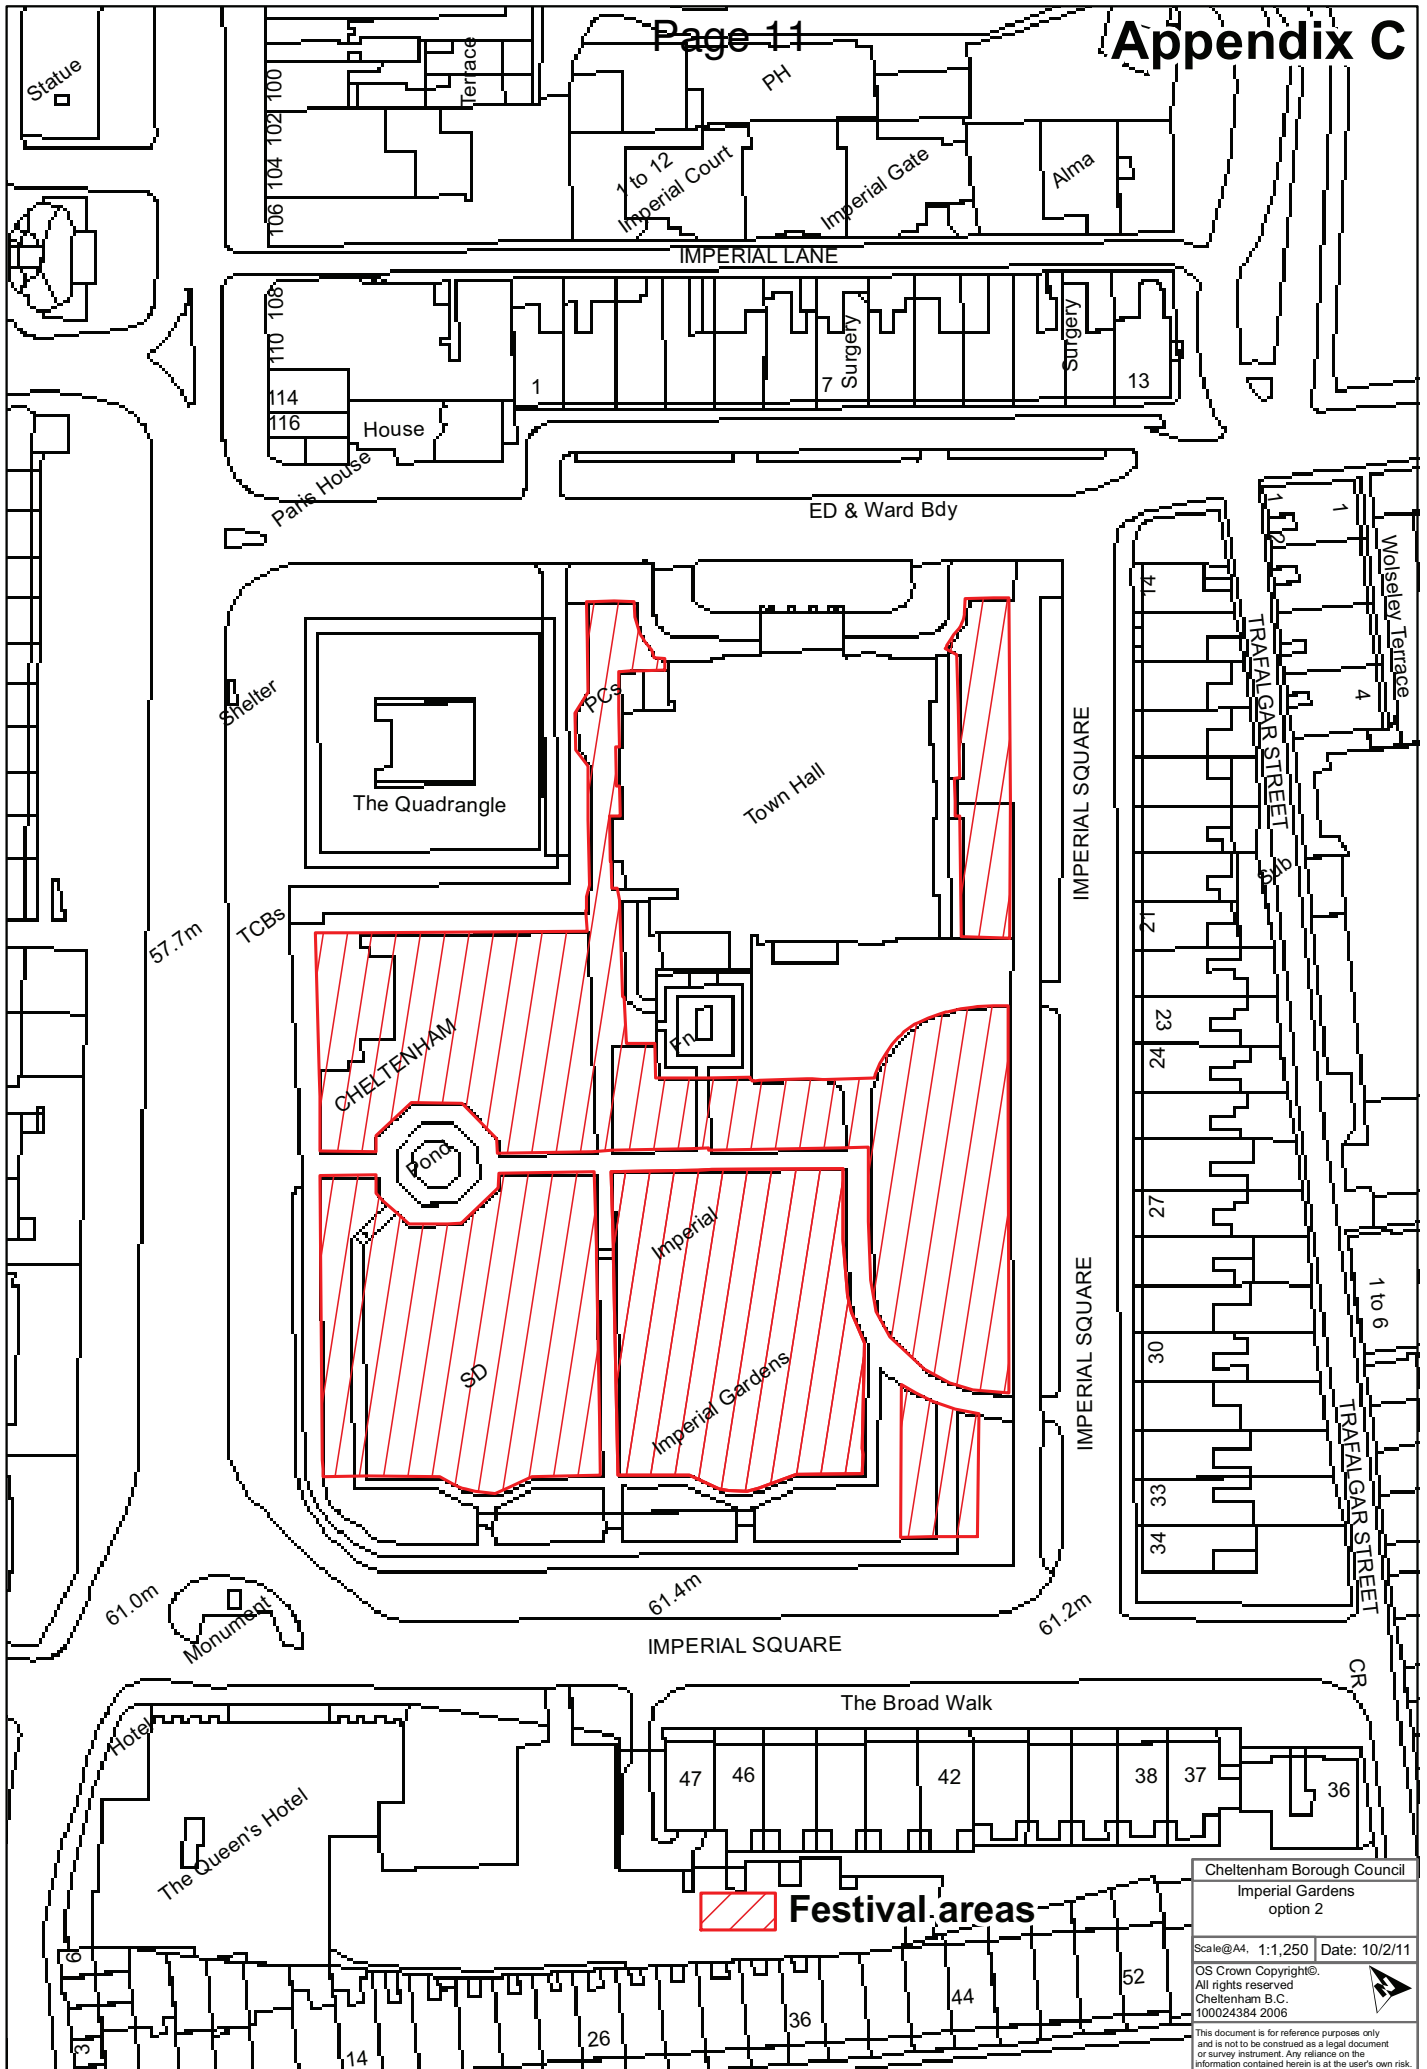 Page 11
Appendix C
Statue
100
102
104
106
Terrace
PH
1 to 12
Imperial Court
Imperial Gate
Alma
IMPERIAL LANE
108
110
114
116
House
Paris House
1
7
Surgery
Surgery
13
ED & Ward Bdy
1
2
1
4
Wolseley Terrace
14
TRAFALGAR STREET
Shelter
PCs
The Quadrangle
Town Hall
IMPERIAL SQUARE
Sub
21
TCBs
57.7m
23
24
Fn
CHELTENHAM
Pond
27
Imperial
IMPERIAL SQUARE
1 to 6
30
SD
Imperial Gardens
TRAFALGAR STREET
33
34
61.0m
Monument
61.4m
61.2m
IMPERIAL SQUARE
CR
The Broad Walk
Hotel
47
46
42
38
37
36
The Queen's Hotel
Festival areas
6
3
14
26
36
44
52
Cheltenham Borough Council
Imperial Gardens
option 2
Scale@A4, 1:1,250
Date: 10/2/11
OS Crown Copyright©.
All rights reserved
Cheltenham B.C.
100024384 2006
N
This document is for reference purposes only
and is not to be construed as a legal document
or survey instrument. Any reliance on the
information contained herein is at the user's own risk.